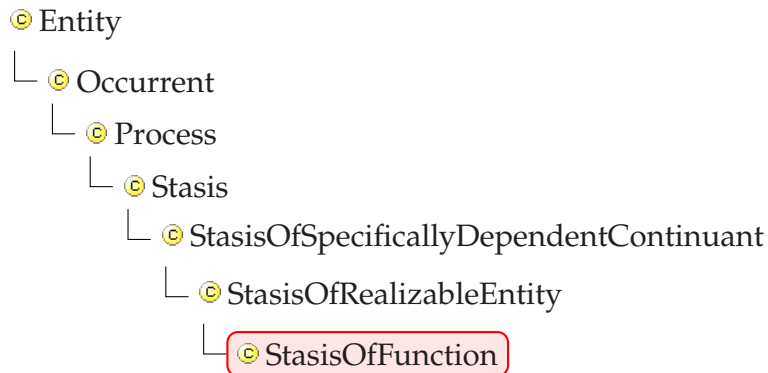 Entity
Occurrent
Process
Stasis
StasisOfSpecificallyDependentContinuant
StasisOfRealizableEntity
StasisOfFunction